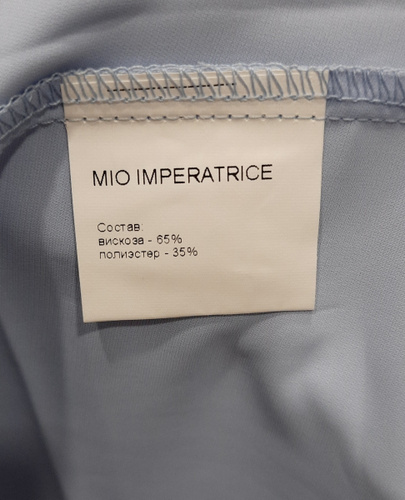 MIO IMPERATRICE
Состав:
вискоза - 65%
полиэстер - 35%